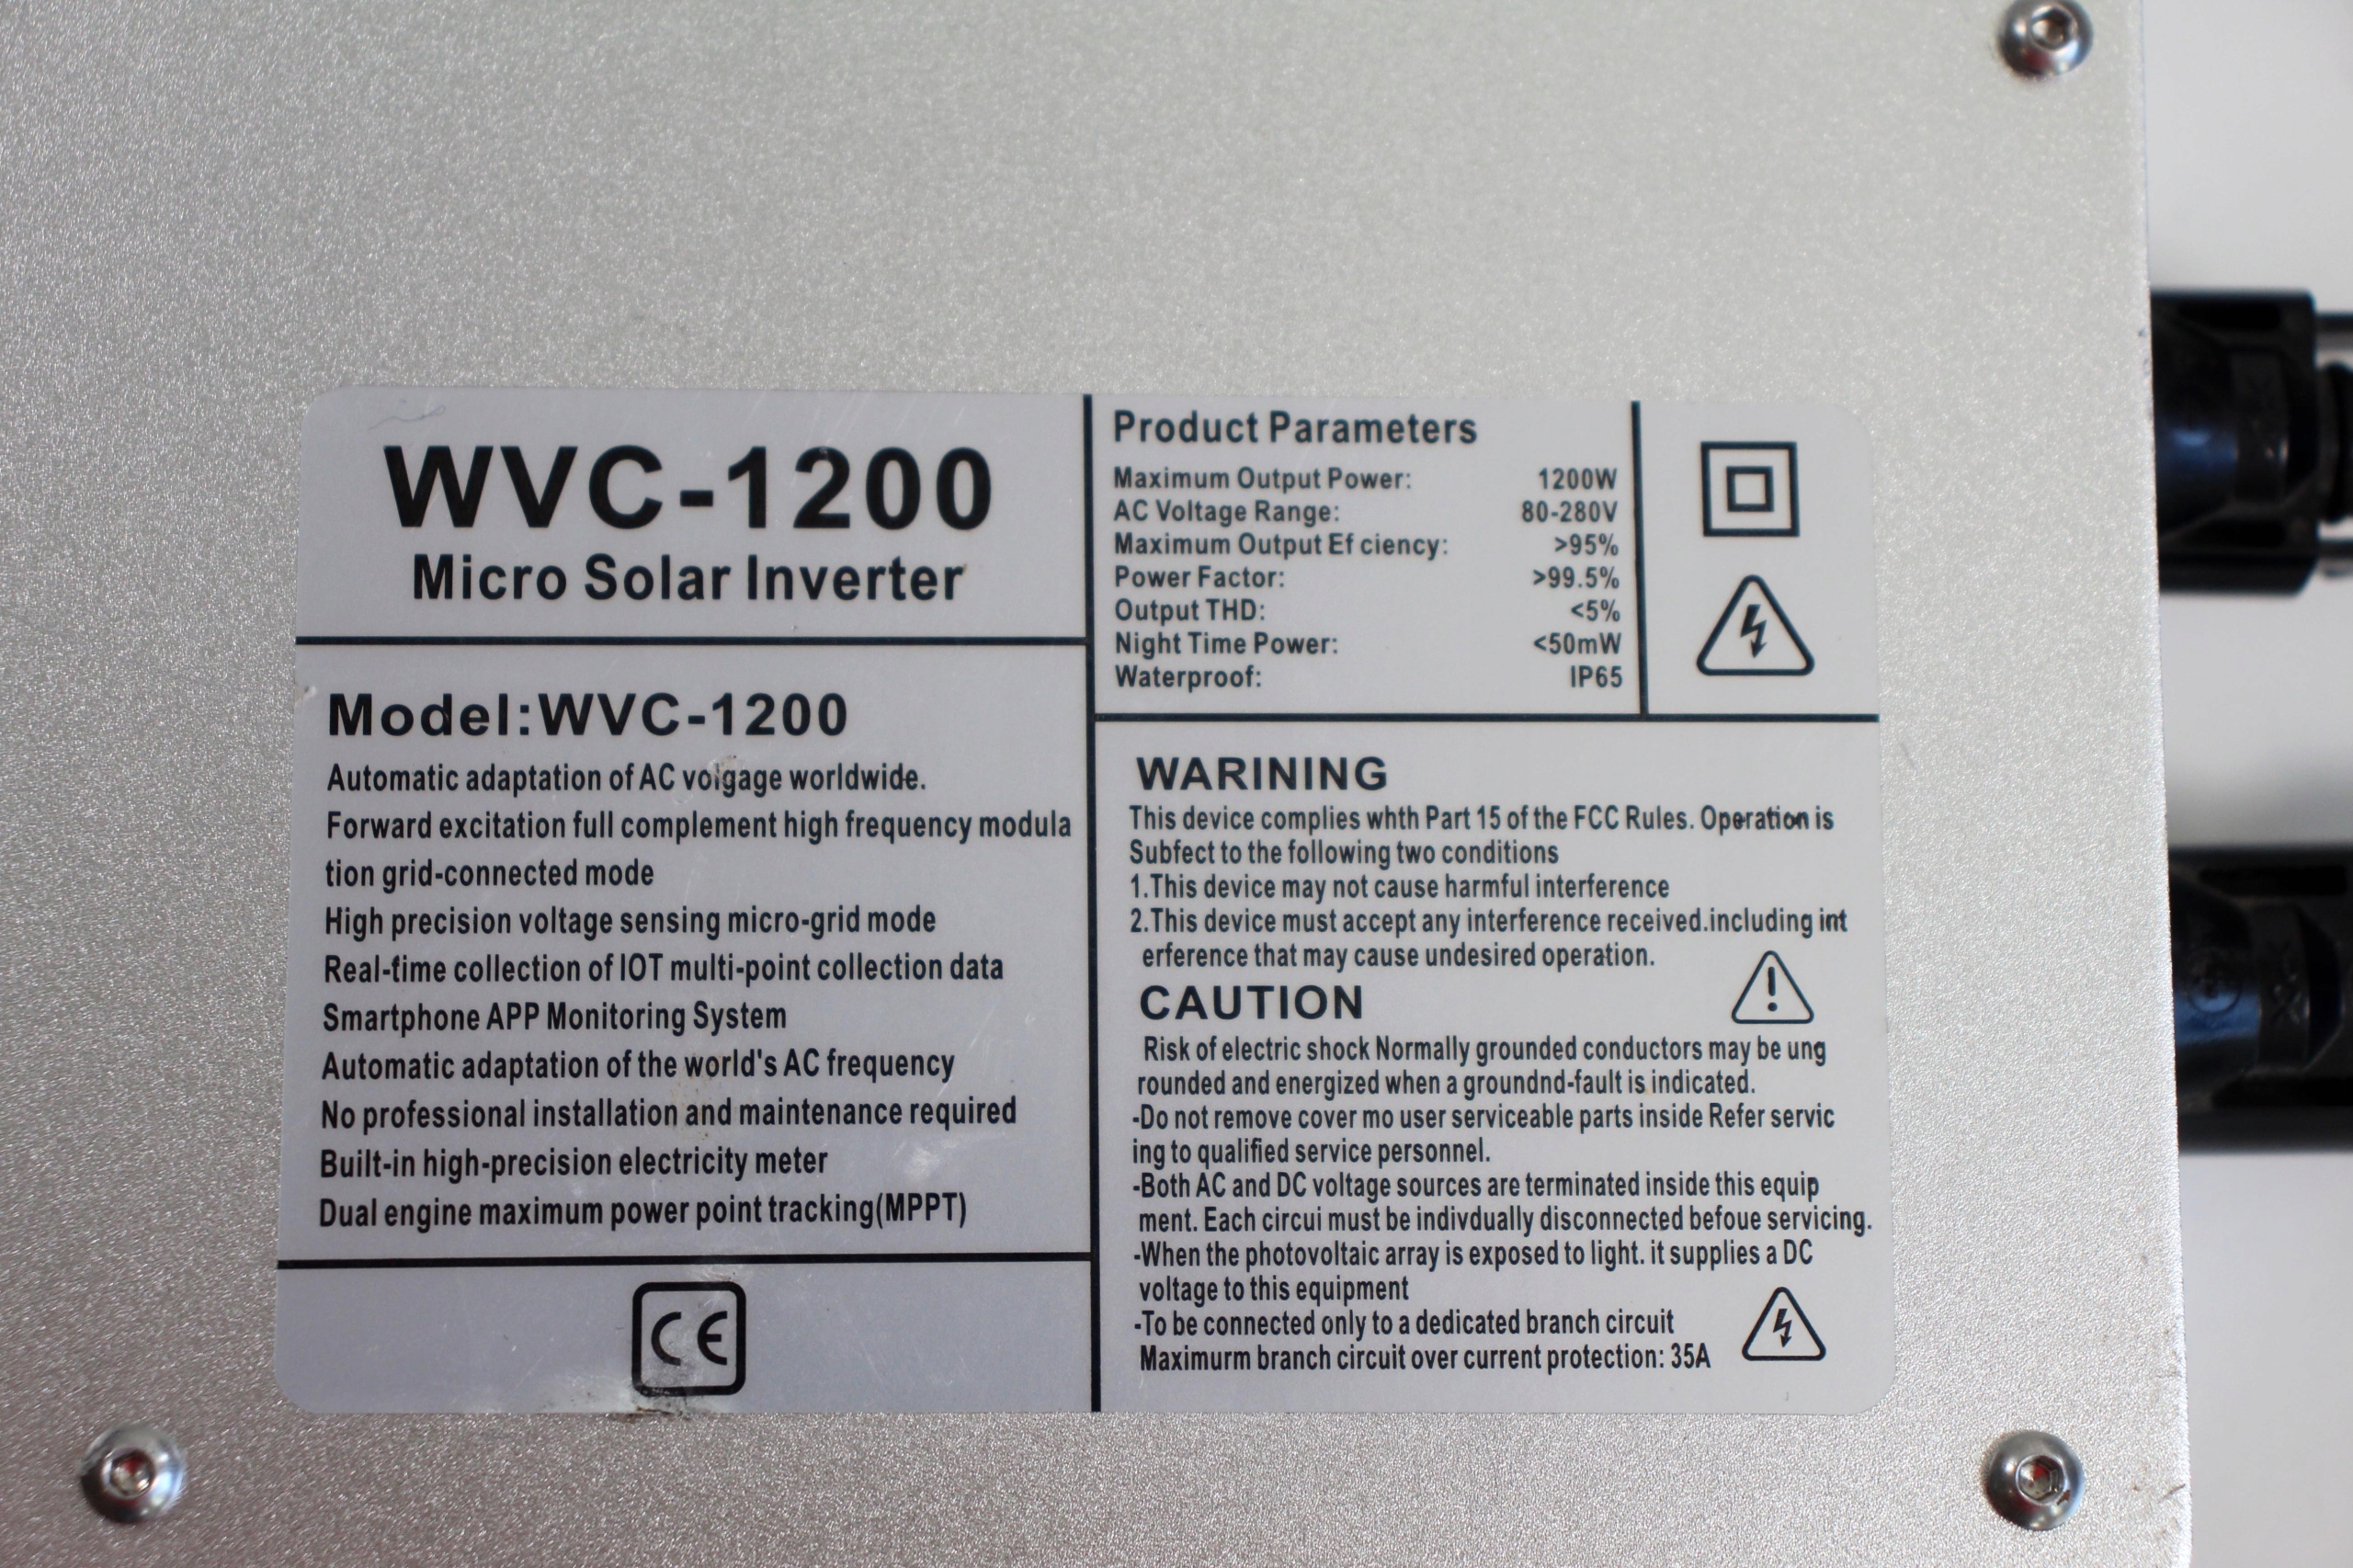 WVC-1200
Micro Solar Inverter
Model:WVC-1200
Automatic adaptation of AC volgage worldwide.
Forward excitation full complement high frequency modula
tion grid-connected mode
High precision voltage sensing micro-grid mode
Real-fime collection of IOT multi-point collection data
Smartphone APP Monitoring System
Automatic adaptation of the world's AC frequency
No professional installation and maintenance required
Built-in high-precision electricity meter
Dual engine maximum power point tracking(MPPT)
CE
Product Parameters
Maximum Output Power: 1200W
AC Voltage Range: 80-280V
Maximum Output Ef ciency: >95%
Power Factor: >99.5%
Output THD: <5%
Night Time Power: <50mW
Waterproof: IP65
WARINING
This device complies whth Part 15 of the FCC Rules. Operation is
Subfect to the following two conditions
1.This device may not cause harmful interference
2.This device must accept any interference received.including int
erference that may cause undesired operation.
CAUTION
Risk of electric shock Normally grounded conductors may be ung
rounded and energized when a groundnd-fault is indicated.
-Do not remove cover mo user serviceable parts inside Refer servic
ing to qualified service personnel.
-Both AC and DC voltage sources are terminated inside this equip
ment. Each circui must be indivdually disconnected befoue servicing.
-When the photovoltaic array is exposed to light. it supplies a DC
voltage to this equipment
-To be connected only to a dedicated branch circuit
Maximurm branch circuit over current protection: 35A